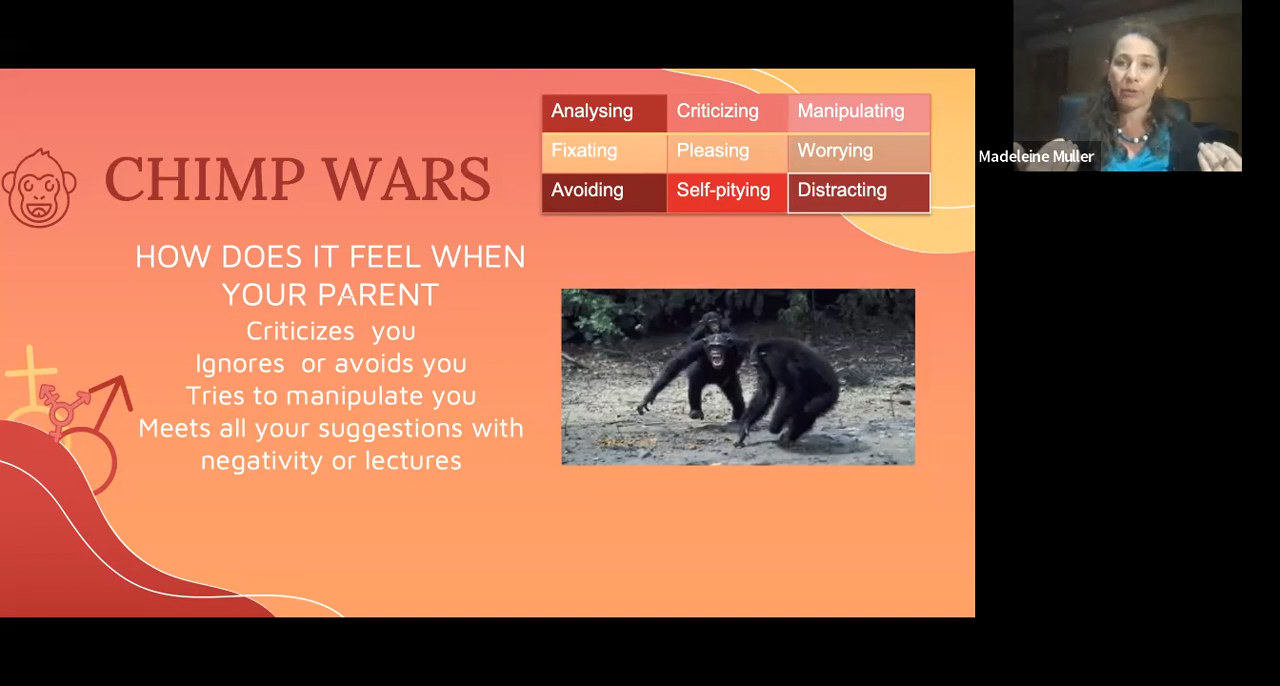 CHIMP WARS
HOW DOES IT FEEL WHEN
YOUR PARENT
Criticizes you
Ignores or avoids you
Tries to manipulate you
Meets all your suggestions with
negativity or lectures
Analysing Criticizing Manipulating
Fixating Pleasing Worrying
Avoiding Self-pitying Distracting
Madeleine Muller